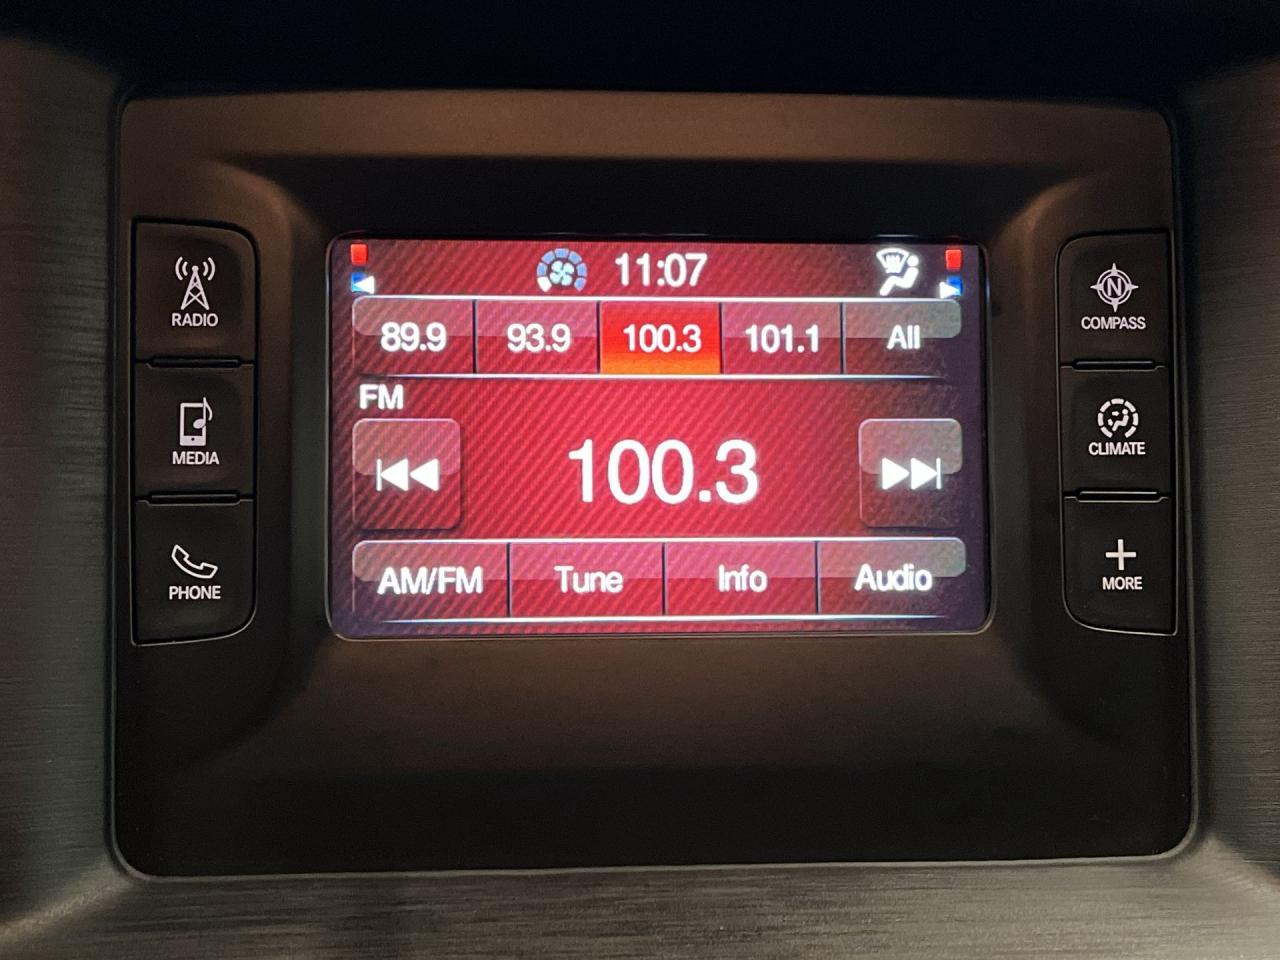 11:07
89.9 93.9 100.3 101.1 All
FM
100.3
AM/FM Tune Info Audio
RADIO
MEDIA
PHONE
N
COMPASS
CLIMATE
MORE